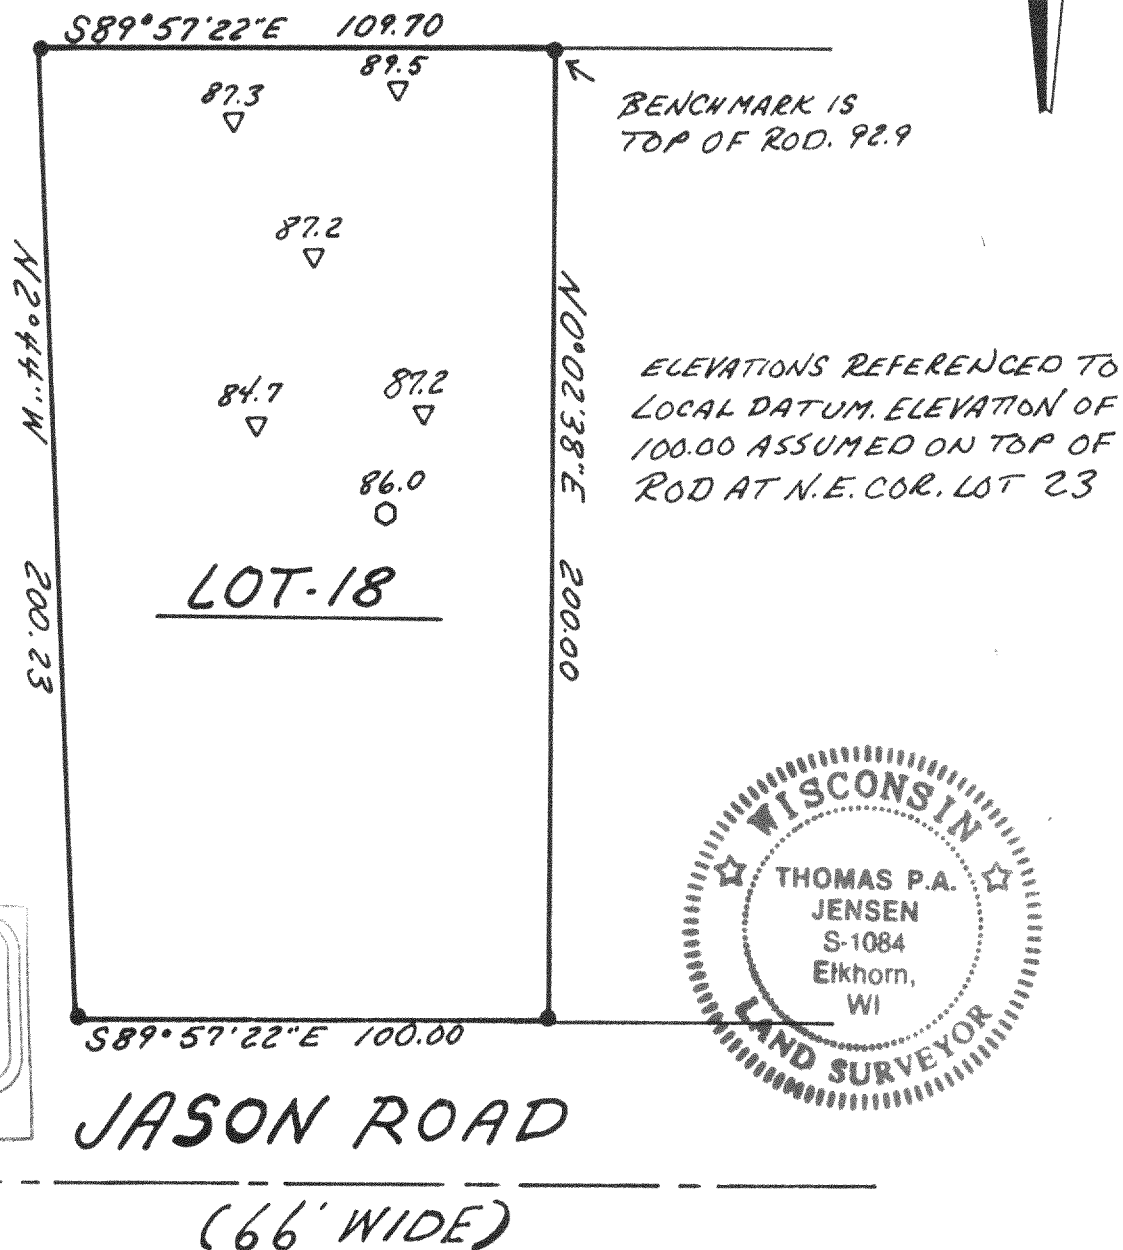 S89°57'22"E 109.70
89.5
87.3
BENCHMARK IS
TOP OF ROD. 92.9
87.2
N2°44"W
200.23
N0°02'38"E
200.00
ELEVATIONS REFERENCED TO
LOCAL DATUM. ELEVATION OF
100.00 ASSUMED ON TOP OF
ROD AT N.E. COR. LOT 23
84.7
87.2
86.0
LOT-18
WISCONSIN
THOMAS P.A.
JENSEN
S-1084
Elkhorn,
WI
LAND SURVEYOR
S89°57'22"E 100.00
JASON ROAD
(66' WIDE)